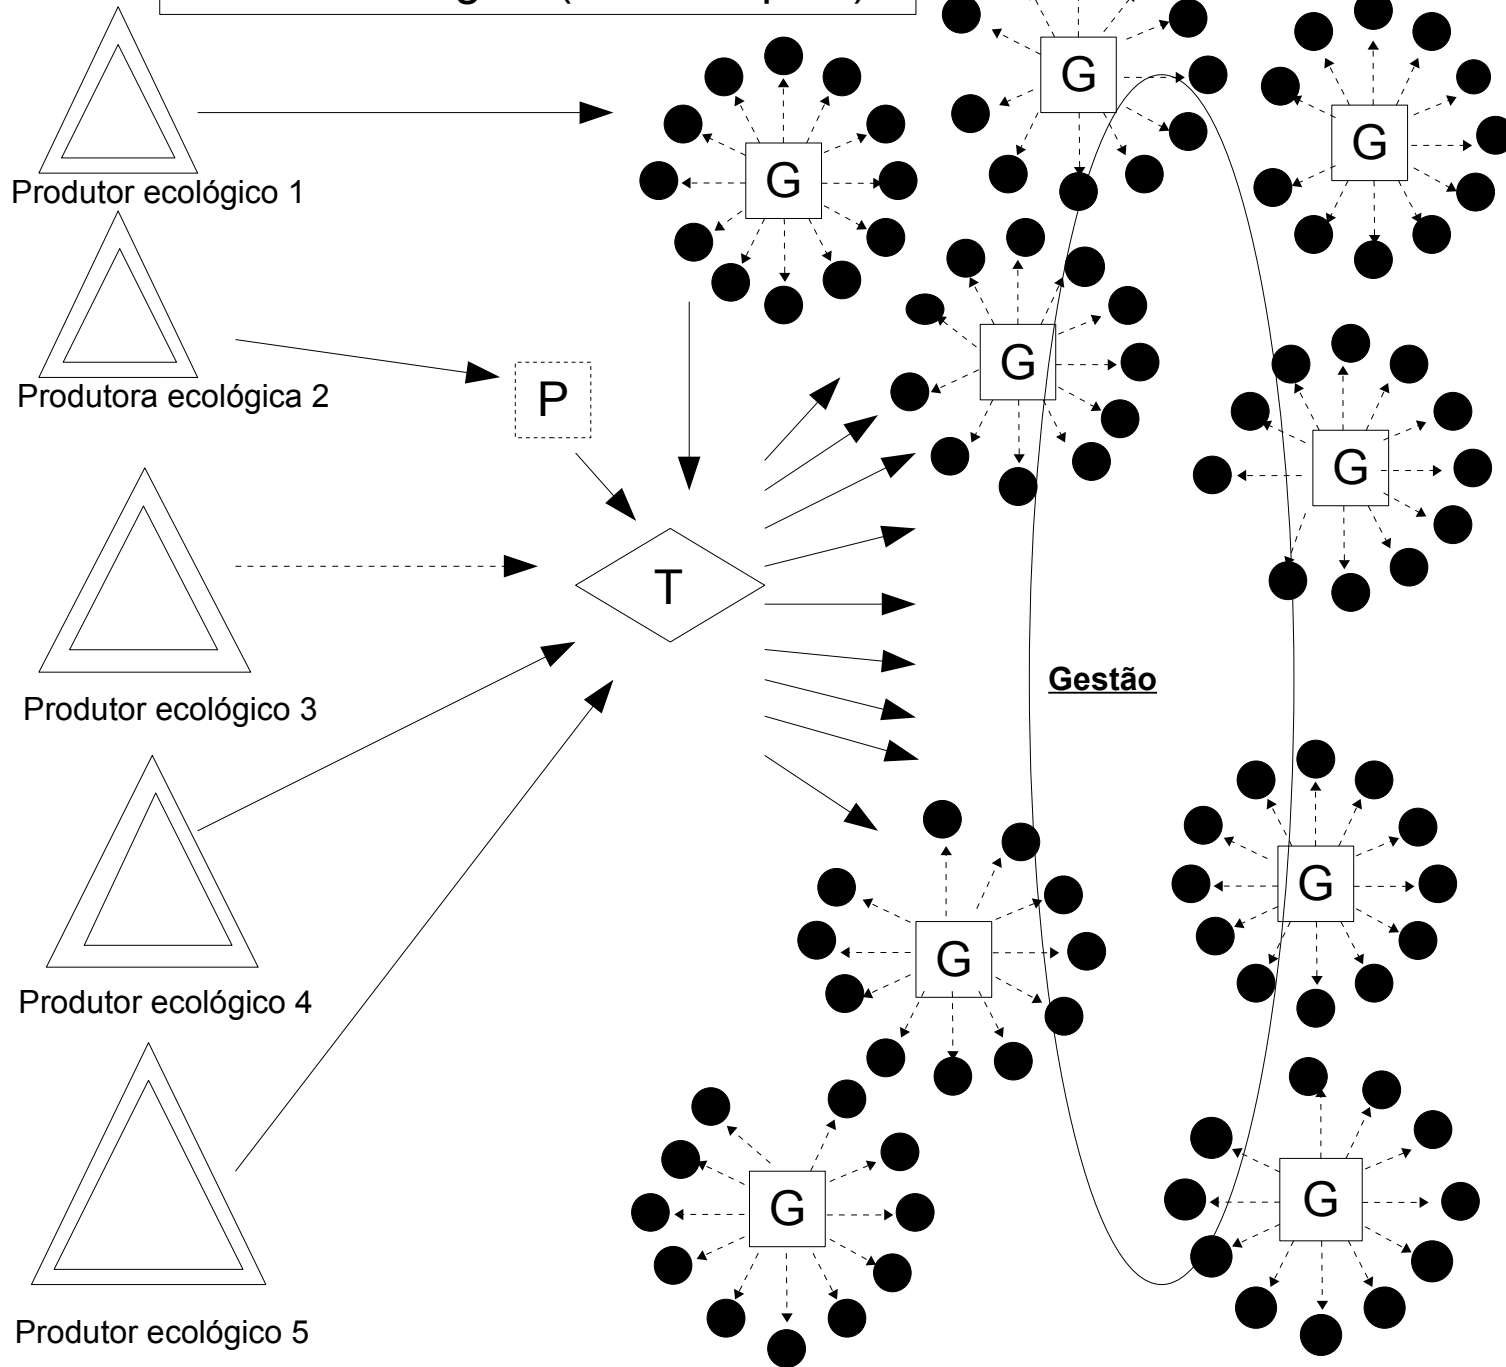 G
G
G
Produtor ecológico 1
Produtora ecológica 2
P
G
G
T
Produtor ecológico 3
Gestão
G
Produtor ecológico 4
G
G
G
Produtor ecológico 5